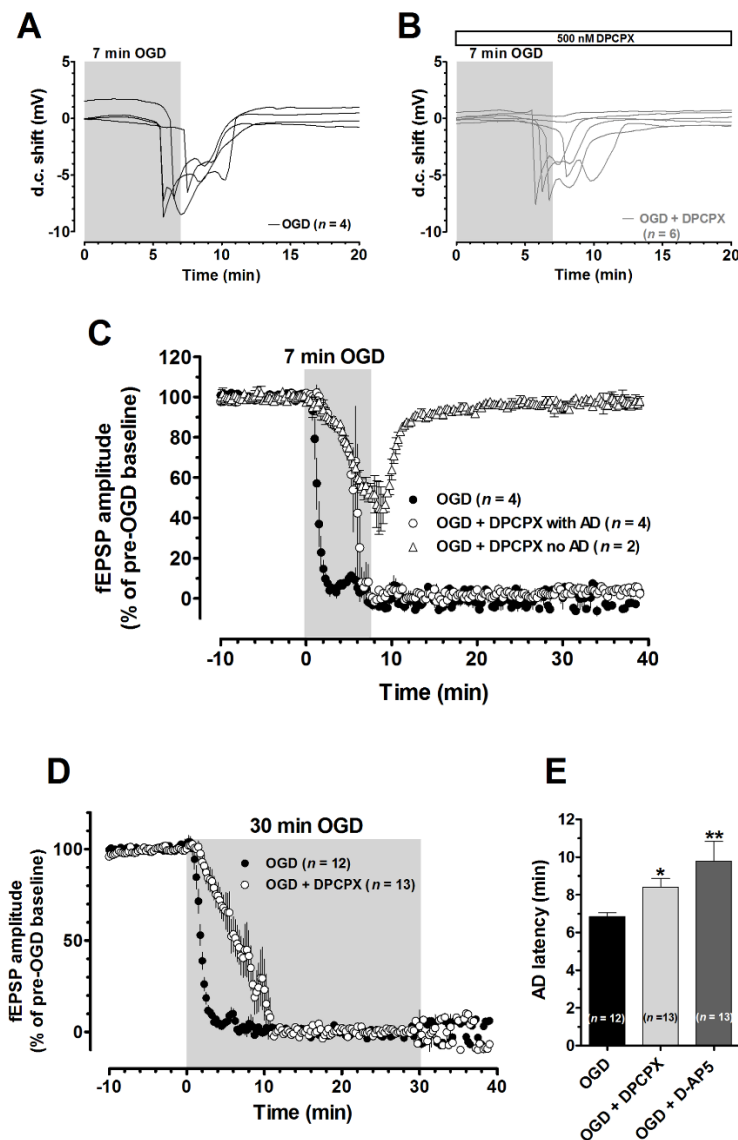 A
7 min OGD
5
0
-5
-10
d.c. shift (mV)
OGD (n = 4)
0 5 10 15 20
Time (min)
B
500 nM DPCPX
7 min OGD
5
0
-5
-10
d.c. shift (mV)
OGD + DPCPX
(n = 6)
0 5 10 15 20
Time (min)
C
7 min OGD
120
100
80
60
40
20
0
fEPSP amplitude
(% of pre-OGD baseline)
OGD (n = 4)
OGD + DPCPX with AD (n = 4)
OGD + DPCPX no AD (n = 2)
-10 0 10 20 30 40
Time (min)
D
30 min OGD
100
50
0
fEPSP amplitude
(% of pre-OGD baseline)
OGD (n = 12)
OGD + DPCPX (n = 13)
-10 0 10 20 30 40
Time (min)
E
12
10
8
6
4
2
0
AD latency (min)
*
**
(n = 12)
(n =13)
(n = 13)
OGD
OGD + DPCPX
OGD + D-AP5